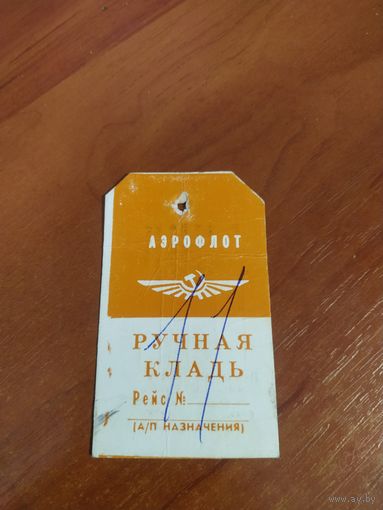 АЭРОФЛОТ
РУЧНАЯ
КЛАДЬ
Рейс №
(А/П НАЗНАЧЕНИЯ)
11
www.ay.by